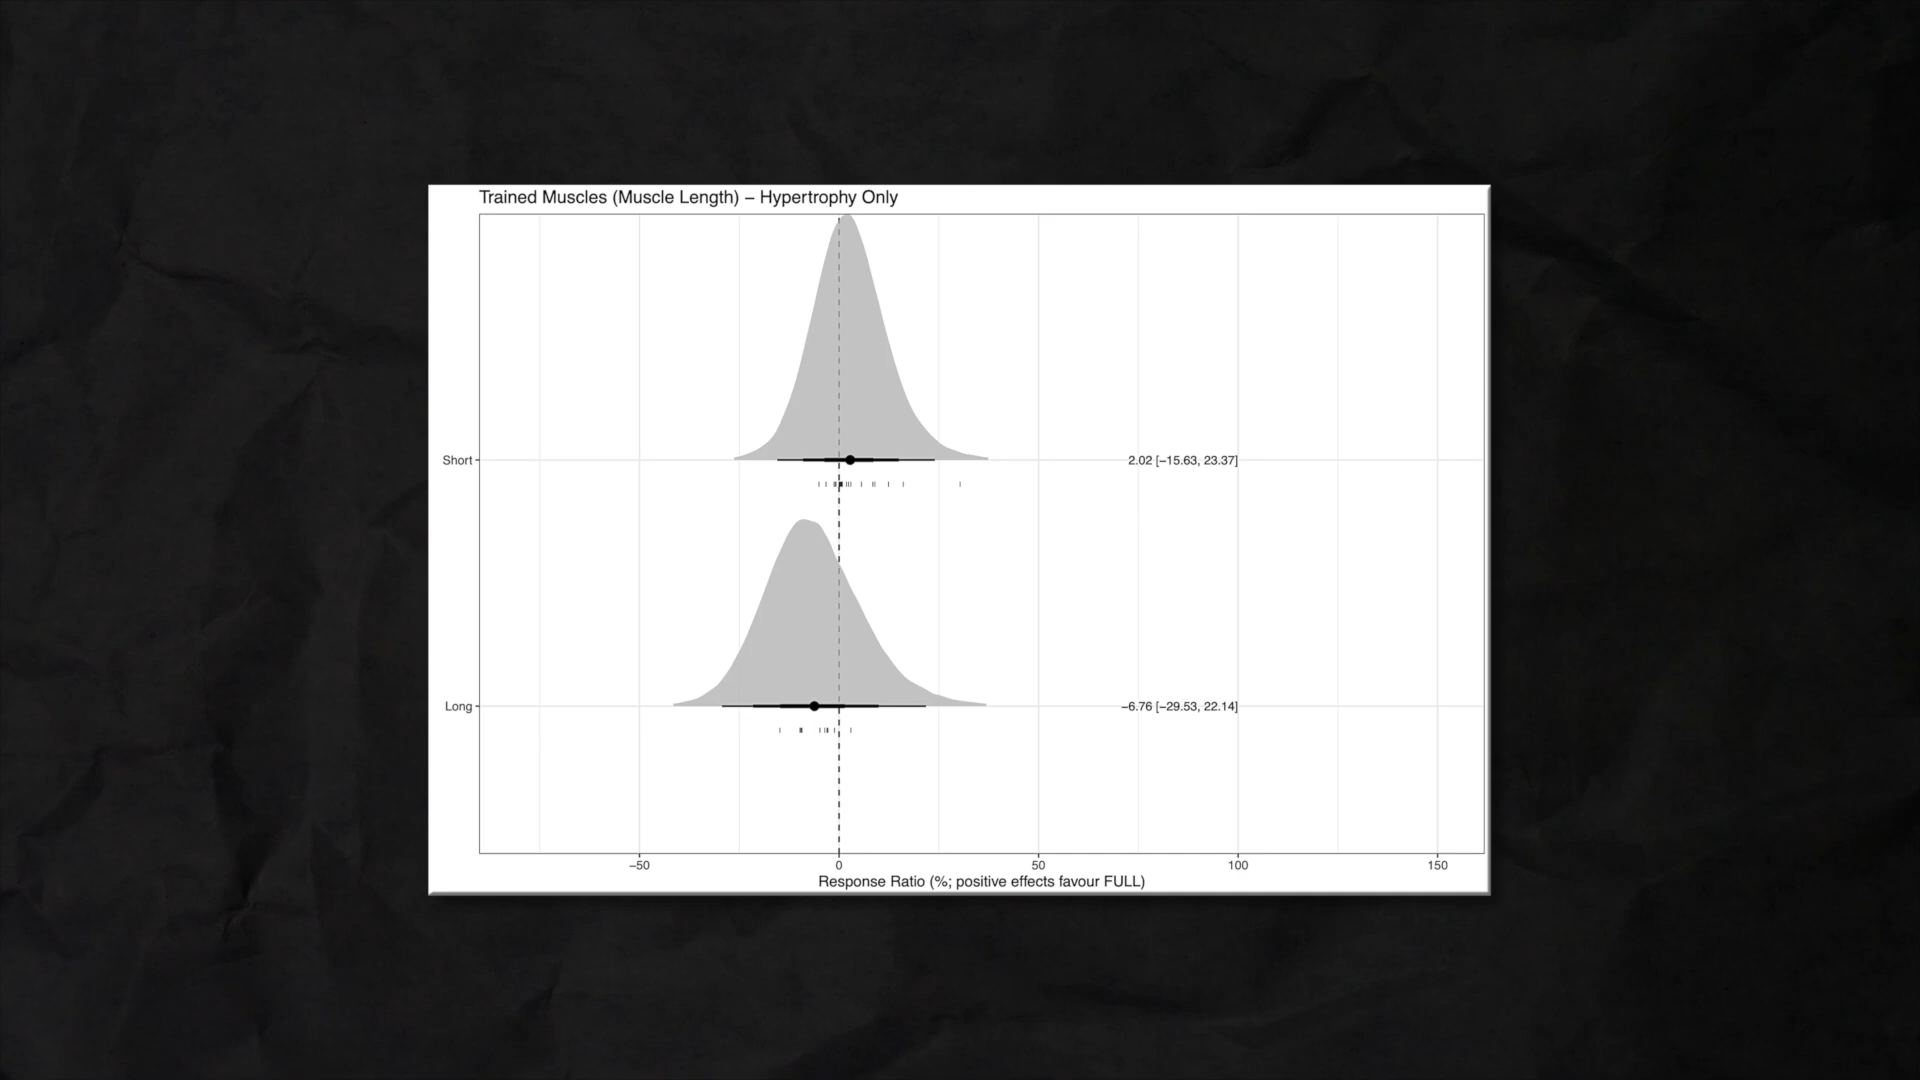 Trained Muscles (Muscle Length) – Hypertrophy Only
Short
2.02 [−15.63, 23.37]
Long
−6.76 [−29.53, 22.14]
−50 0 50 100 150
Response Ratio (%; positive effects favour FULL)